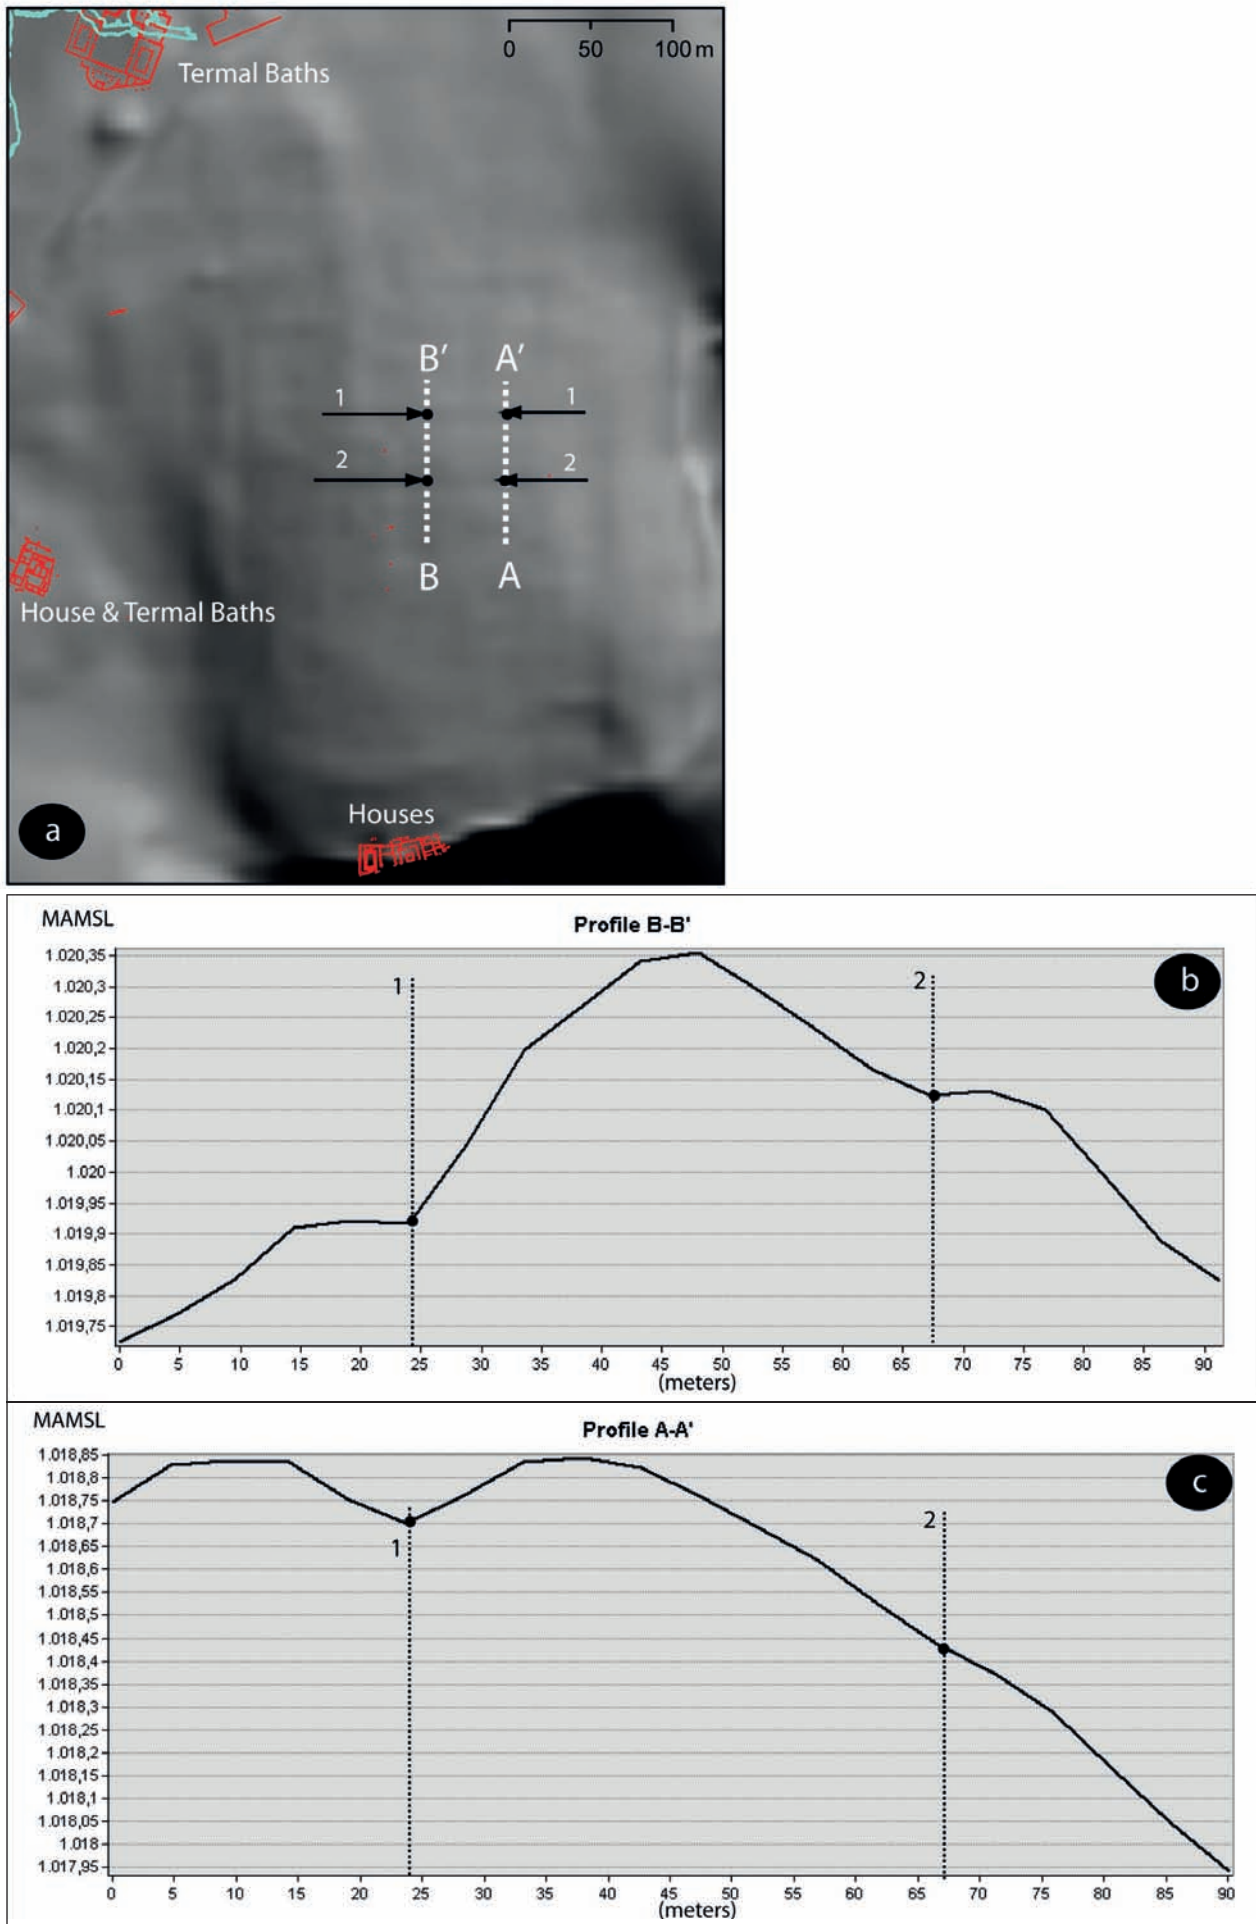 Termal Baths
0 50 100 m
B' A'
1 1
2 2
B A
House & Termal Baths
Houses
a
MAMSL
Profile B-B'
b
1.020,35
1.020,3
1.020,25
1.020,2
1.020,15
1.020,1
1.020,05
1.020
1.019,95
1.019,9
1.019,85
1.019,8
1.019,75
1 2
0 5 10 15 20 25 30 35 40 45 50 55 60 65 70 75 80 85 90
(meters)
MAMSL
Profile A-A'
c
1.018,85
1.018,8
1.018,75
1.018,7
1.018,65
1.018,6
1.018,55
1.018,5
1.018,45
1.018,4
1.018,35
1.018,3
1.018,25
1.018,2
1.018,15
1.018,1
1.018,05
1.018
1.017,95
1 2
0 5 10 15 20 25 30 35 40 45 50 55 60 65 70 75 80 85 90
(meters)